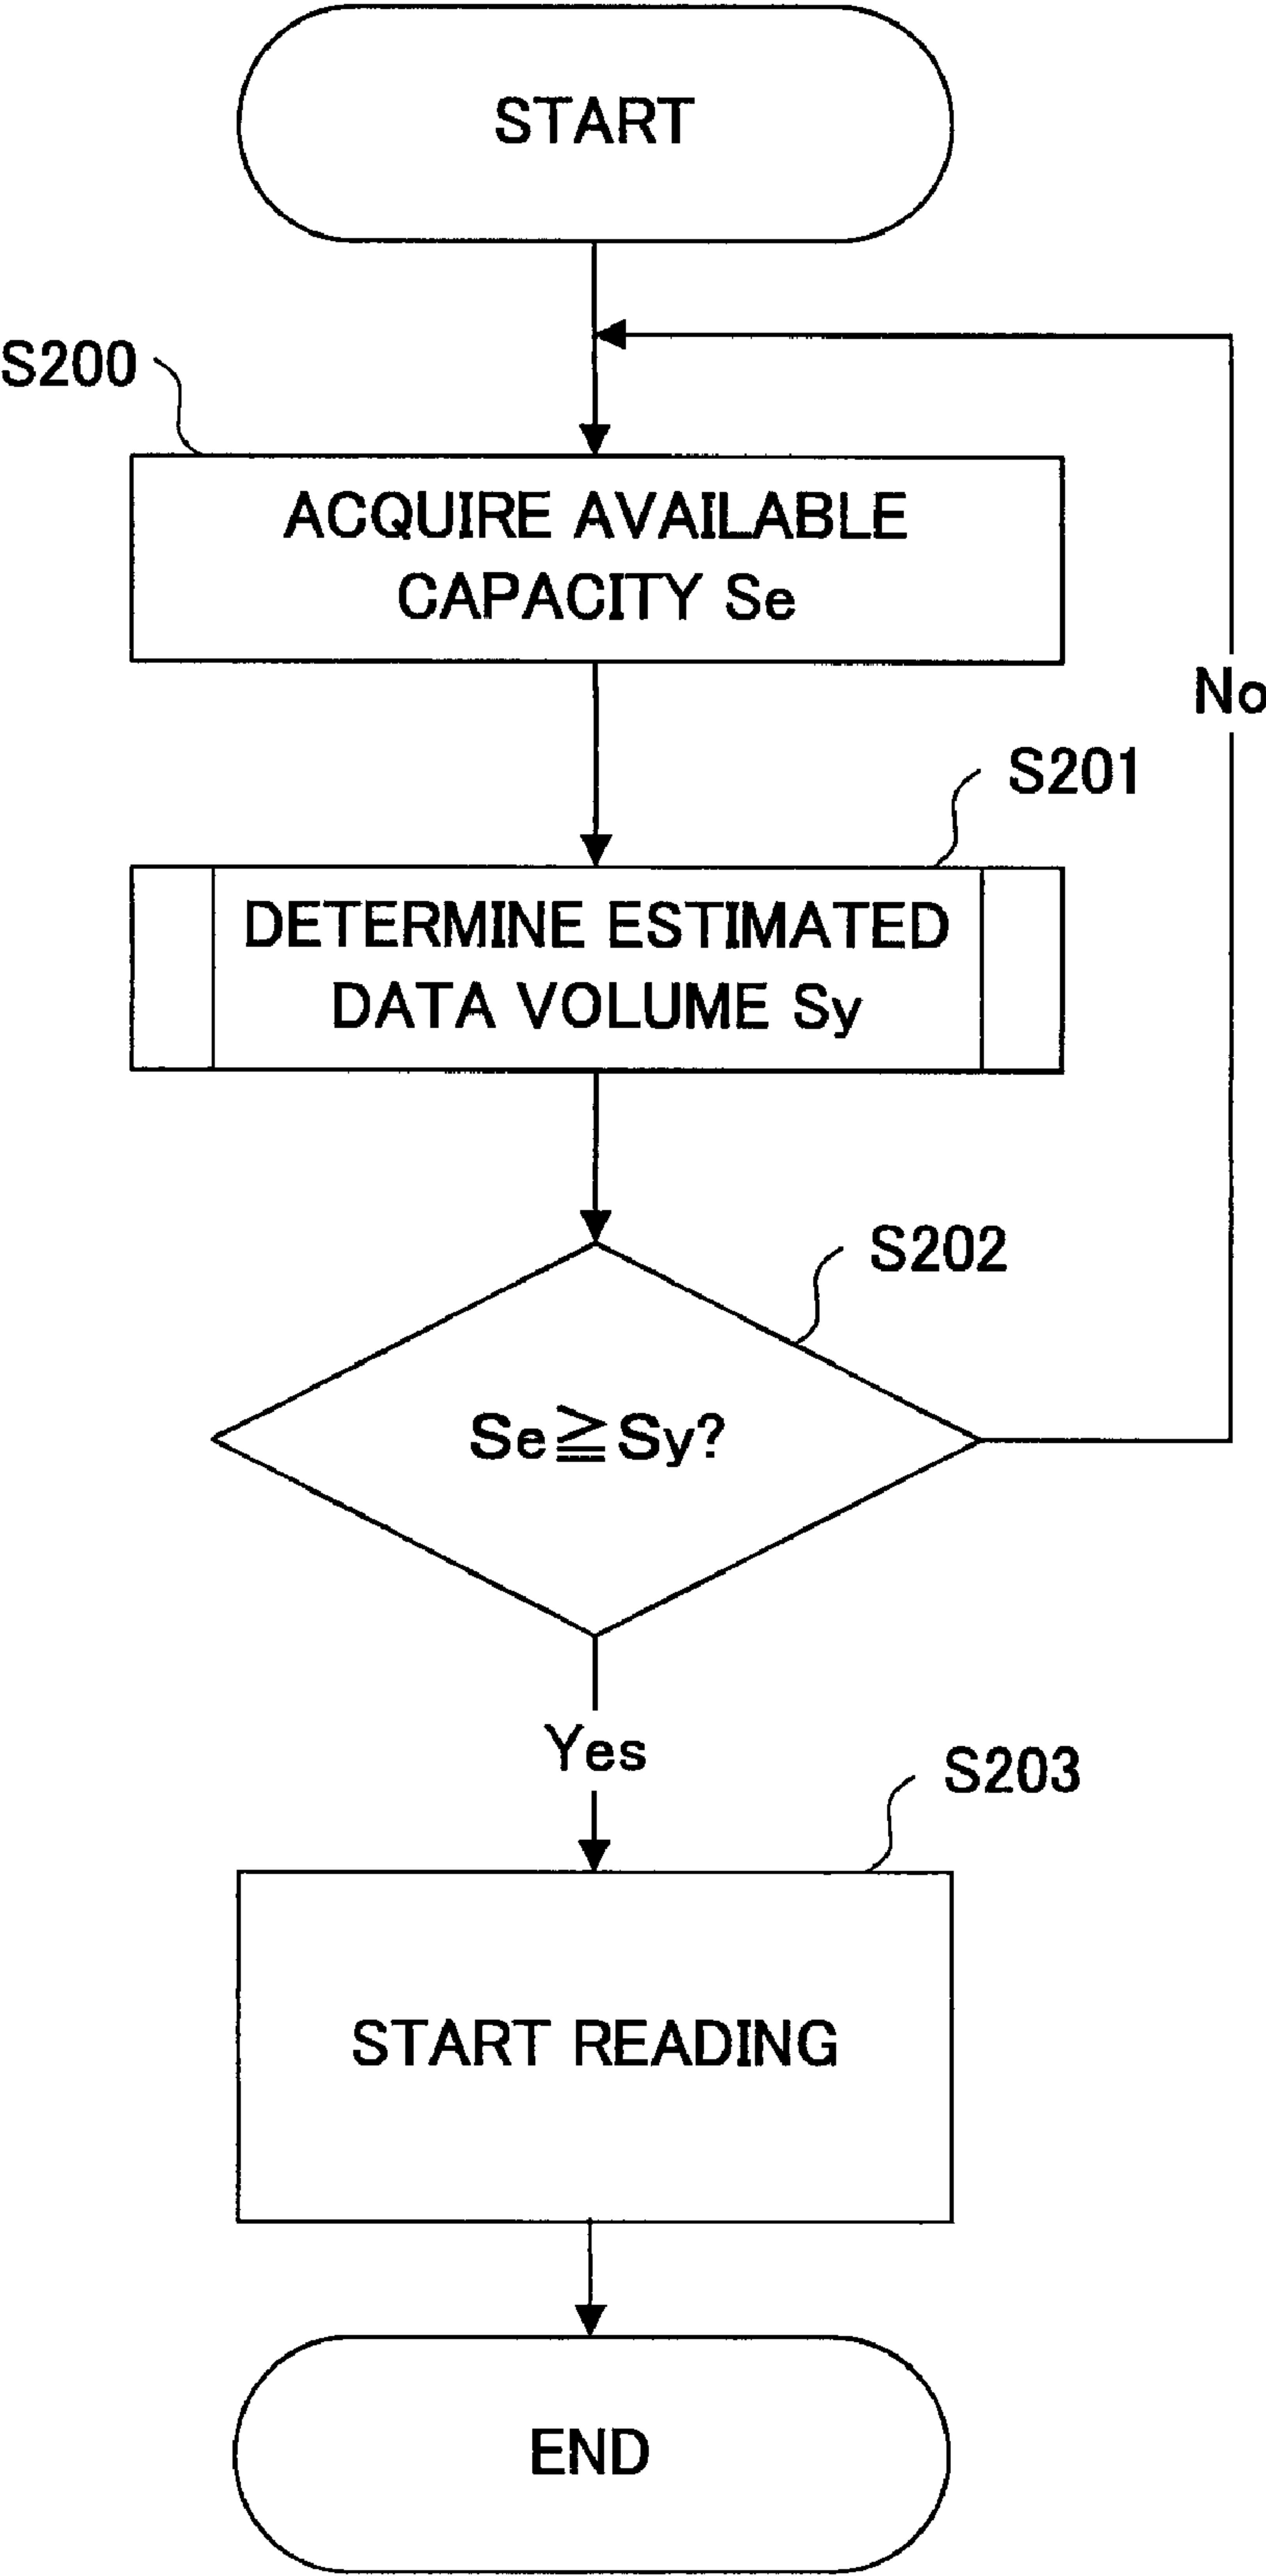 START
S200
ACQUIRE AVAILABLE
CAPACITY Se
No
S201
DETERMINE ESTIMATED
DATA VOLUME Sy
S202
Se≧Sy?
Yes
S203
START READING
END